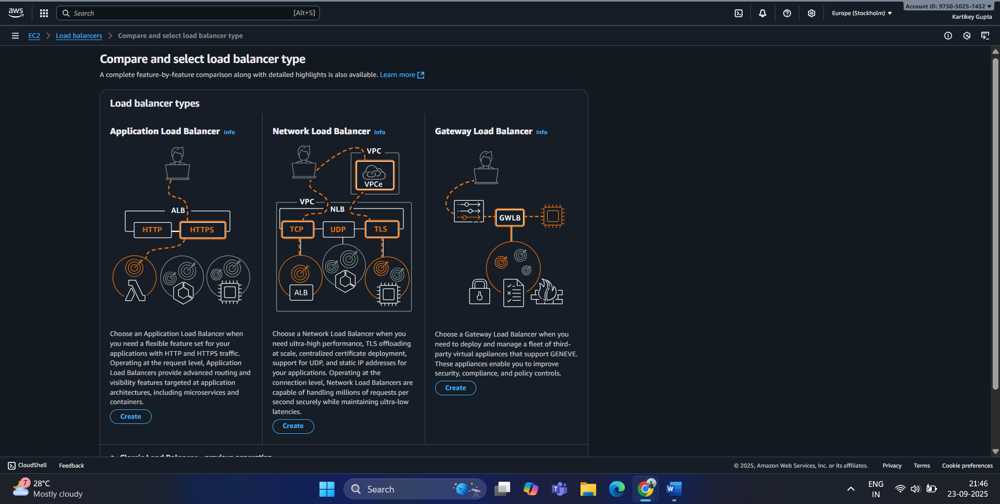 aws
Search
[Alt+S]
Europe (Stockholm)
Account ID: 9750-5025-7452
Kartikey Gupta
EC2
Load balancers
Compare and select load balancer type
Compare and select load balancer type
A complete feature-by-feature comparison along with detailed highlights is also available. Learn more
Load balancer types
Application Load Balancer Info
ALB
HTTP
HTTPS
Choose an Application Load Balancer when
you need a flexible feature set for your
applications with HTTP and HTTPS traffic.
Operating at the request level, Application
Load Balancers provide advanced routing and
visibility features targeted at application
architectures, including microservices and
containers.
Create
Network Load Balancer Info
VPC
VPCe
VPC
NLB
TCP
UDP
TLS
ALB
Choose a Network Load Balancer when you
need ultra-high performance, TLS offloading
at scale, centralized certificate deployment,
support for UDP, and static IP addresses for
your applications. Operating at the
connection level, Network Load Balancers are
capable of handling millions of requests per
second securely while maintaining ultra-low
latencies.
Create
Gateway Load Balancer Info
GWLB
Choose a Gateway Load Balancer when you
need to deploy and manage a fleet of third-
party virtual appliances that support GENEVE.
These appliances enable you to improve
security, compliance, and policy controls.
Create
Classic Load Balancer - previous generation
CloudShell
Feedback
© 2025, Amazon Web Services, Inc. or its affiliates.
Privacy
Terms
Cookie preferences
7
28°C
Mostly cloudy
Search
T
W
ENG
IN
21:46
23-09-2025